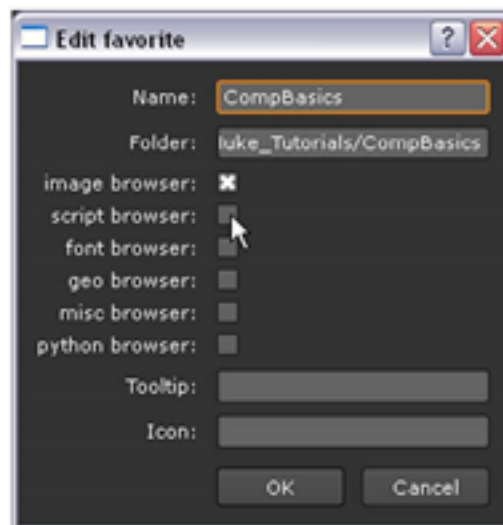 Edit favorite
Name: CompBasics
Folder: luke_Tutorials/CompBasics
image browser:
script browser:
font browser:
geo browser:
misc browser:
python browser:
Tooltip:
Icon:
OK Cancel